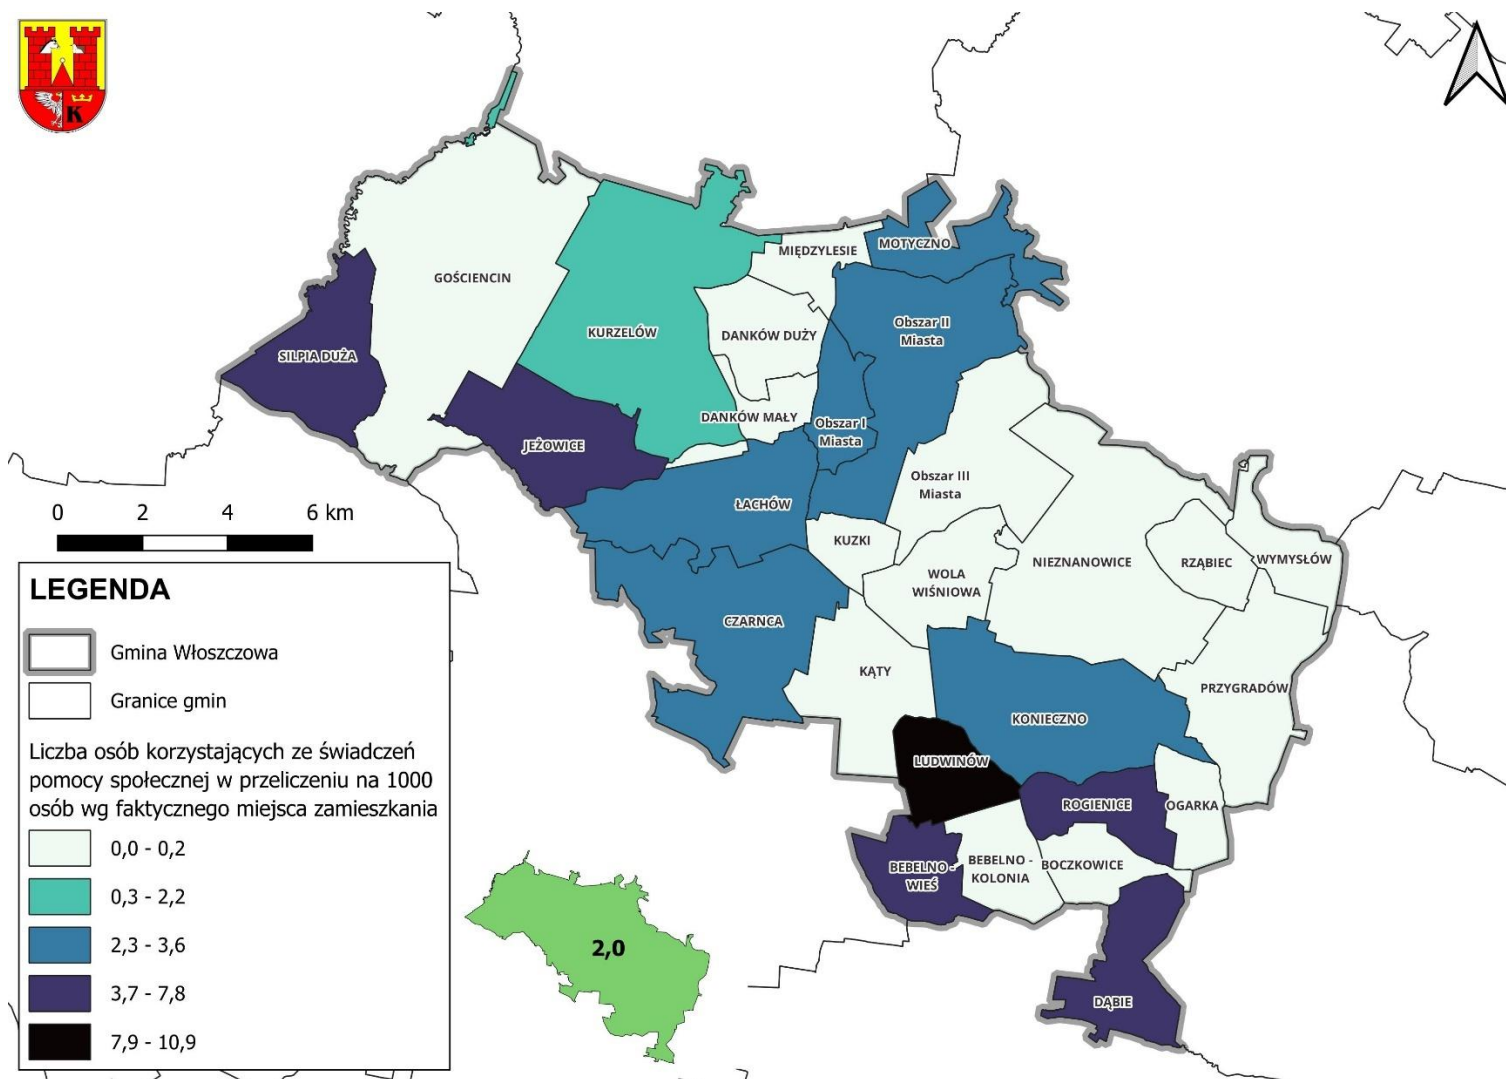 K
MIĘDZYLESIE
MOTYCZNO
GOŚCIENCIN
KURZELÓW
DANKÓW DUŻY
Obszar II
Miasta
SILPIA DUŻA
DANKÓW MAŁY
Obszar I
Miasta
JEŻOWICE
Obszar III
Miasta
ŁACHÓW
KUZKI
WOLA
WIŚNIOWA
NIEZNANOWICE
RZĄBIEC
WYMYSŁÓW
CZARNCA
KĄTY
PRZYGRADÓW
KONIECZNO
LUDWINÓW
ROGIENICE
OGARKA
BEBELNO -
WIEŚ
BEBELNO -
KOLONIA
BOCZKOWICE
DĄBIE
0 2 4 6 km
LEGENDA
Gmina Włoszczowa
Granice gmin
Liczba osób korzystających ze świadczeń
pomocy społecznej w przeliczeniu na 1000
osób wg faktycznego miejsca zamieszkania
0,0 - 0,2
0,3 - 2,2
2,3 - 3,6
3,7 - 7,8
7,9 - 10,9
2,0